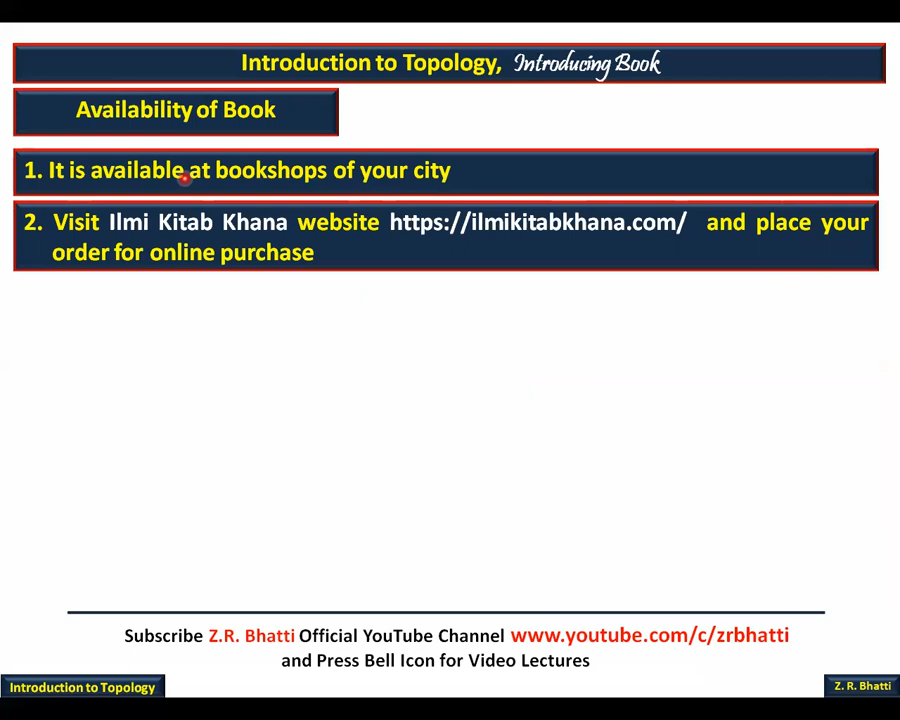 Introduction to Topology, Introducing Book
Availability of Book
1. It is available at bookshops of your city
2. Visit Ilmi Kitab Khana website https://ilmikitabkhana.com/ and place your
order for online purchase
Subscribe Z.R. Bhatti Official YouTube Channel www.youtube.com/c/zrbhatti
and Press Bell Icon for Video Lectures
Introduction to Topology
Z. R. Bhatti